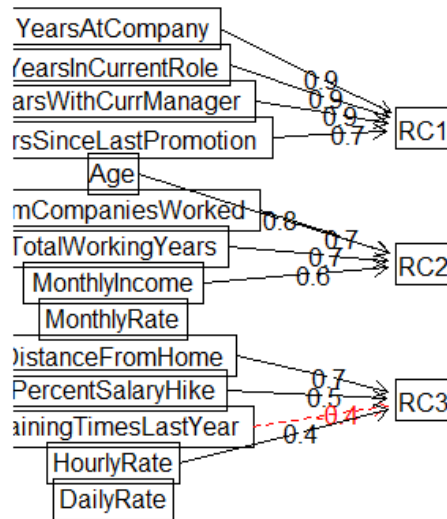 YearsAtCompany
YearsInCurrentRole
arsWithCurrManager
rsSinceLastPromotion
Age
mCompaniesWorked
TotalWorkingYears
MonthlyIncome
MonthlyRate
DistanceFromHome
PercentSalaryHike
ainingTimesLastYear
HourlyRate
DailyRate
0.9
0.9
0.9
0.7
0.8
0.7
0.7
0.6
0.7
0.5
0.4
0.4
RC1
RC2
RC3